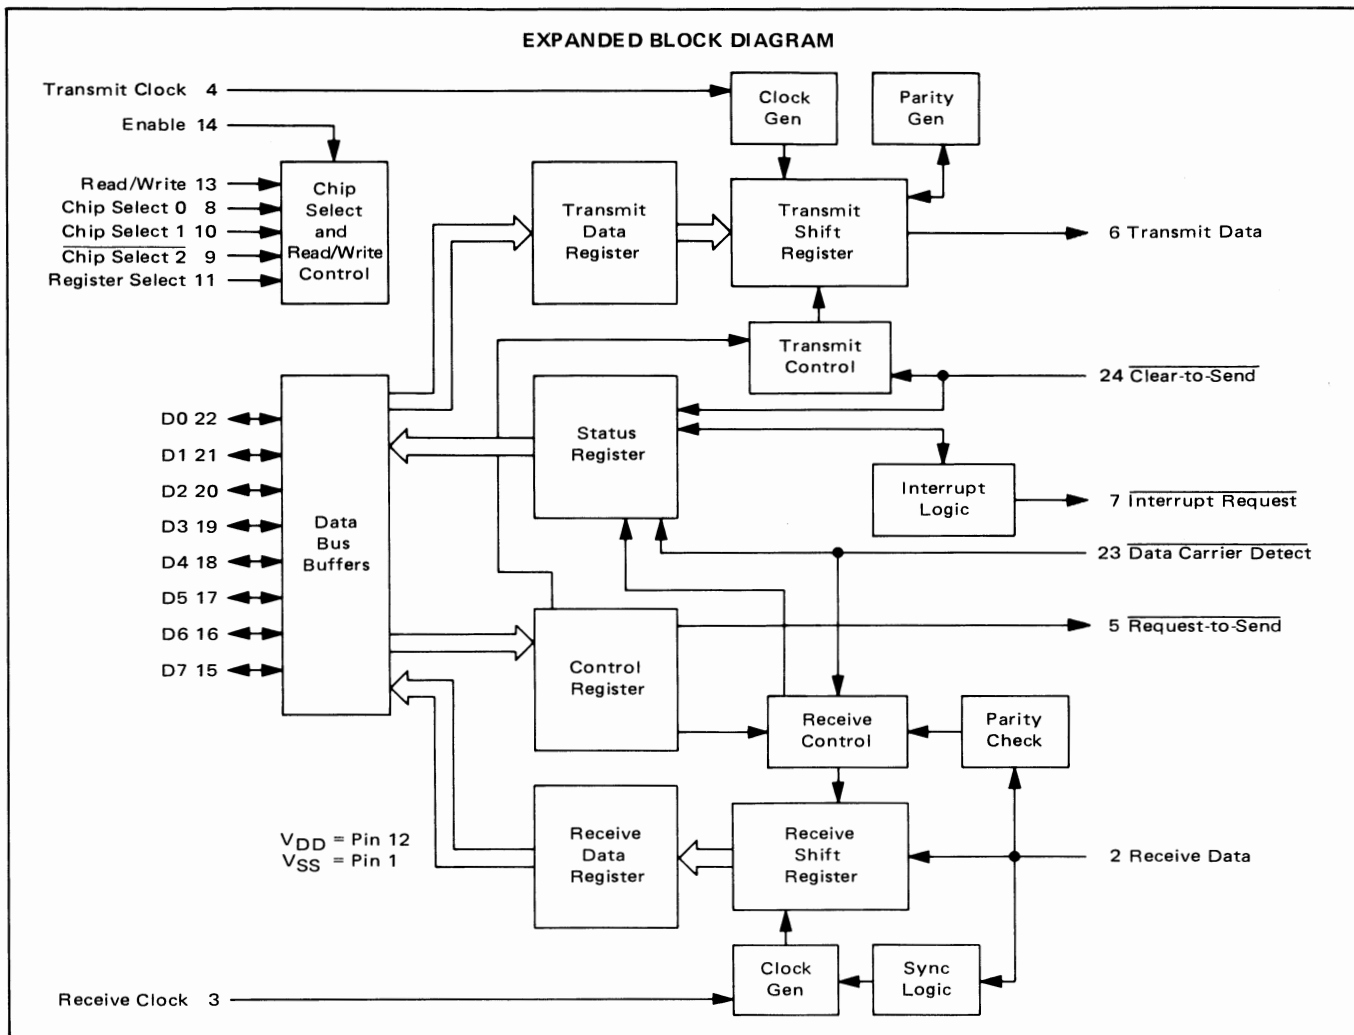 EXPANDED BLOCK DIAGRAM
Transmit Clock 4
Enable 14
Read/Write 13
Chip Select 0 8
Chip Select 1 10
Chip Select 2 9
Register Select 11
Chip
Select
and
Read/Write
Control
Clock
Gen
Parity
Gen
Transmit
Data
Register
Transmit
Shift
Register
6 Transmit Data
Transmit
Control
24 Clear-to-Send
D0 22
D1 21
D2 20
D3 19
D4 18
D5 17
D6 16
D7 15
Data
Bus
Buffers
Status
Register
Interrupt
Logic
7 Interrupt Request
23 Data Carrier Detect
5 Request-to-Send
Control
Register
Receive
Control
Parity
Check
VDD = Pin 12
VSS = Pin 1
Receive
Data
Register
Receive
Shift
Register
2 Receive Data
Clock
Gen
Sync
Logic
Receive Clock 3